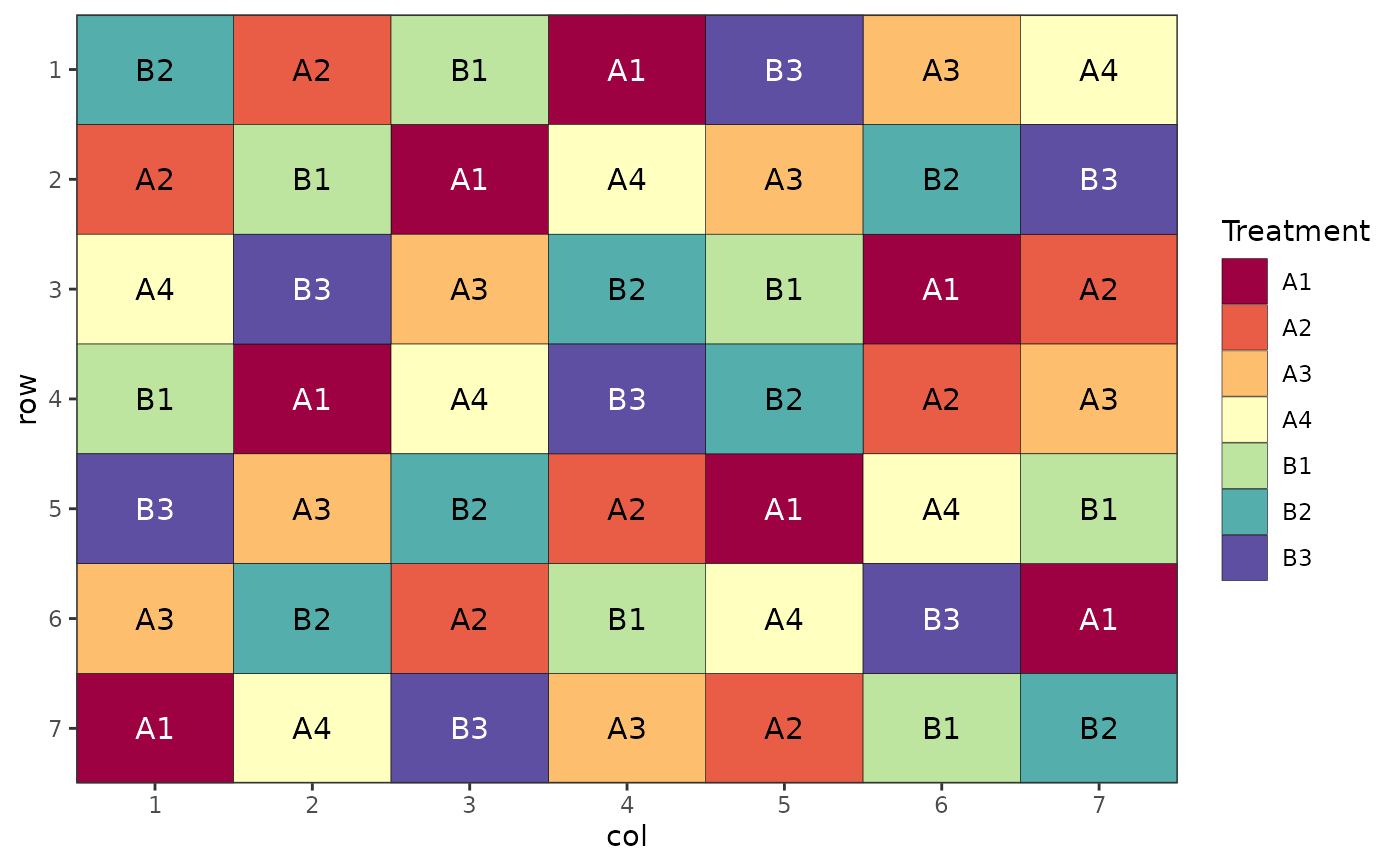 1 B2 A2 B1 A1 B3 A3 A4
2 A2 B1 A1 A4 A3 B2 B3
3 A4 B3 A3 B2 B1 A1 A2
4 B1 A1 A4 B3 B2 A2 A3
5 B3 A3 B2 A2 A1 A4 B1
6 A3 B2 A2 B1 A4 B3 A1
7 A1 A4 B3 A3 A2 B1 B2
1 2 3 4 5 6 7
col
row
Treatment
A1
A2
A3
A4
B1
B2
B3